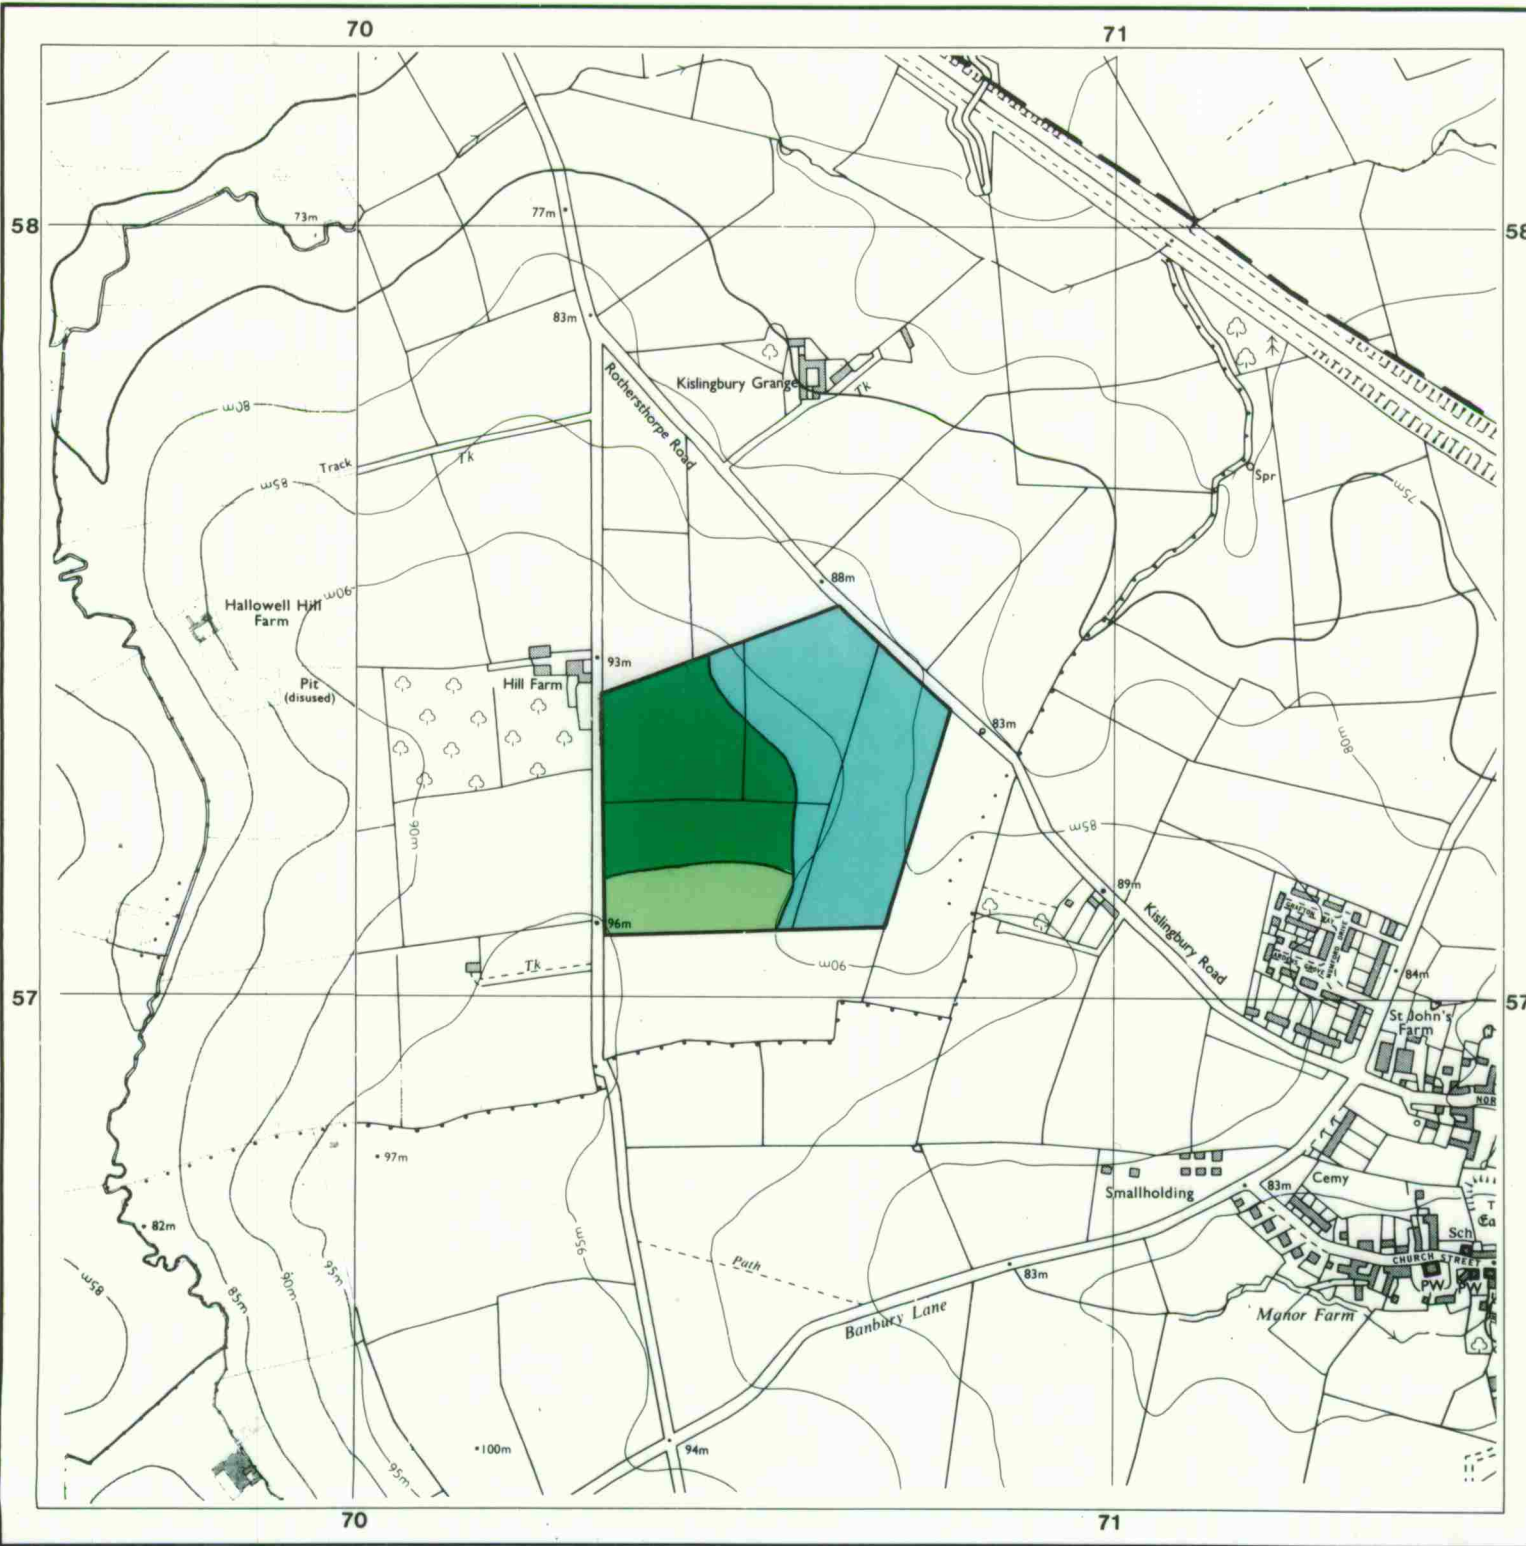 70
71
58
58
73m
77m
83m
Kislingbury Grange
Tk
Rothersthorpe Road
80m
Track
Tk
85m
Spr
75m
88m
90m
Hallowell Hill
Farm
93m
Hill Farm
Pit
(disused)
83m
80m
90m
85m
89m
Kislingbury Road
96m
Tk
90m
84m
57
57
St John's
Farm
NOR
97m
Smallholding
83m
Cemy
82m
95m
Path
83m
Sch
CHURCH STREET
PW
PW
Banbury Lane
Manor Farm
85m
85m
90m
95m
100m
94m
95m
70
71